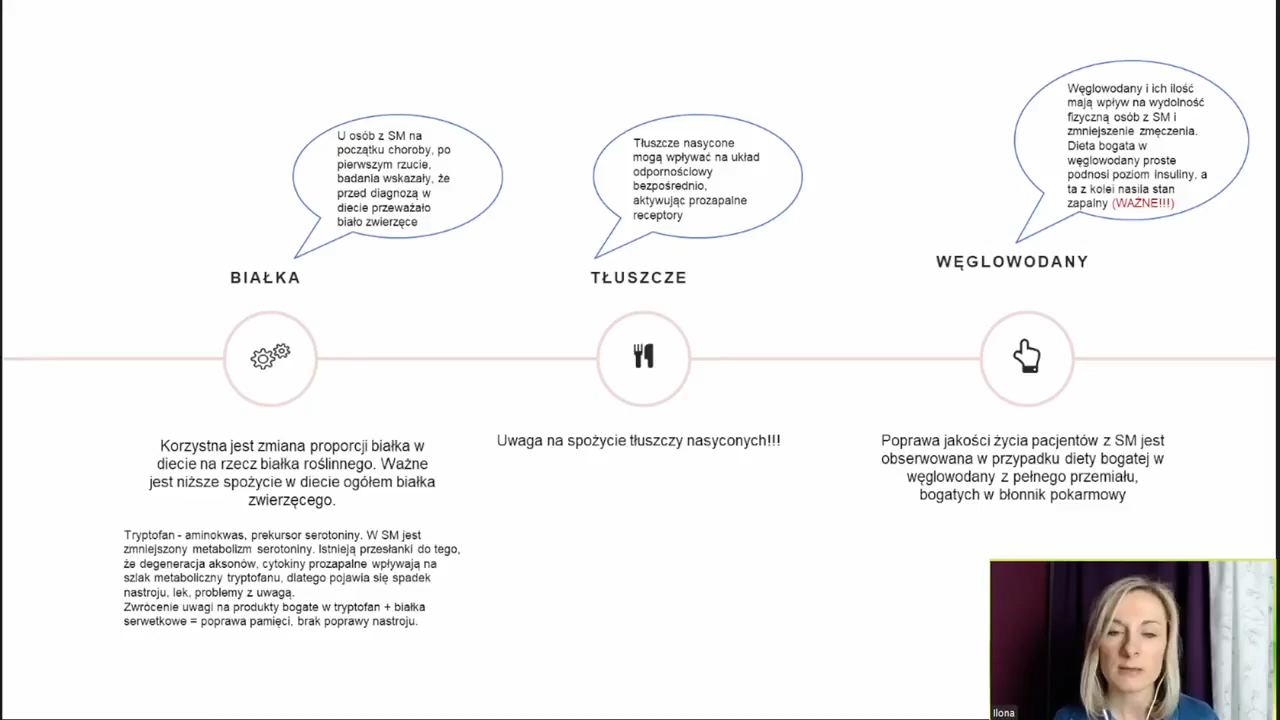 U osób z SM na
początku choroby, po
pierwszym rzucie,
badania wskazały, że
przed diagnozą w
diecie przeważało
biało zwierzęce
BIAŁKA
Korzystna jest zmiana proporcji białka w
diecie na rzecz białka roślinnego. Ważne
jest niższe spożycie w diecie ogółem białka
zwierzęcego.
Tryptofan - aminokwas, prekursor serotoniny. W SM jest
zmniejszony metabolizm serotoniny. Istnieją przesłanki do tego,
że degeneracja aksonów, cytokiny prozapalne wpływają na
szlak metaboliczny tryptofanu, dlatego pojawia się spadek
nastroju, lek, problemy z uwagą.
Zwrócenie uwagi na produkty bogate w tryptofan + białka
serwetkowe = poprawa pamięci, brak poprawy nastroju.
Tłuszcze nasycone
mogą wpływać na układ
odpornościowy
bezpośrednio,
aktywując prozapalne
receptory
TŁUSZCZE
Uwaga na spożycie tłuszczy nasyconych!!!
Węglowodany i ich ilość
mają wpływ na wydolność
fizyczną osób z SM i
zmniejszenie zmęczenia.
Dieta bogata w
węglowodany proste
podnosi poziom insuliny, a
ta z kolei nasila stan
zapalny (WAŻNE!!!)
WĘGLOWODANY
Poprawa jakości życia pacjentów z SM jest
obserwowana w przypadku diety bogatej w
węglowodany z pełnego przemiału,
bogatych w błonnik pokarmowy
Ilona